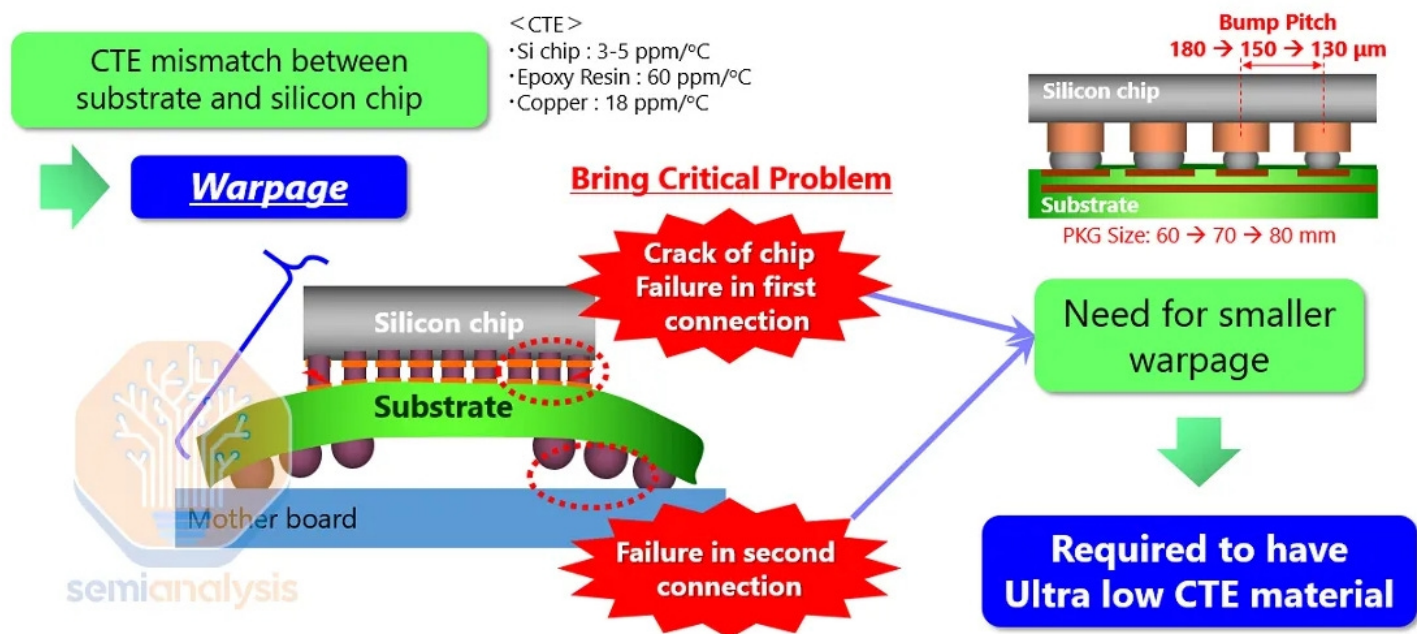 CTE mismatch between
substrate and silicon chip
<CTE>
・Si chip : 3-5 ppm/°C
・Epoxy Resin : 60 ppm/°C
・Copper : 18 ppm/°C
Warpage
Bring Critical Problem
Crack of chip
Failure in first
connection
Silicon chip
Substrate
Mother board
Failure in second
connection
semianalysis
Bump Pitch
180 → 150 → 130 μm
Silicon chip
Substrate
PKG Size: 60 → 70 → 80 mm
Need for smaller
warpage
Required to have
Ultra low CTE material